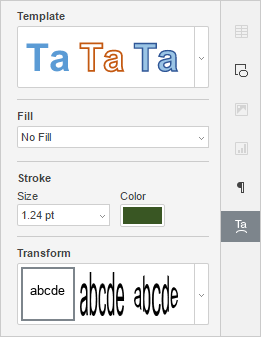 Template
Ta Ta Ta
Fill
No Fill
Stroke
Size Color
1.24 pt
Transform
abcde abcde abcde
¶
Ta